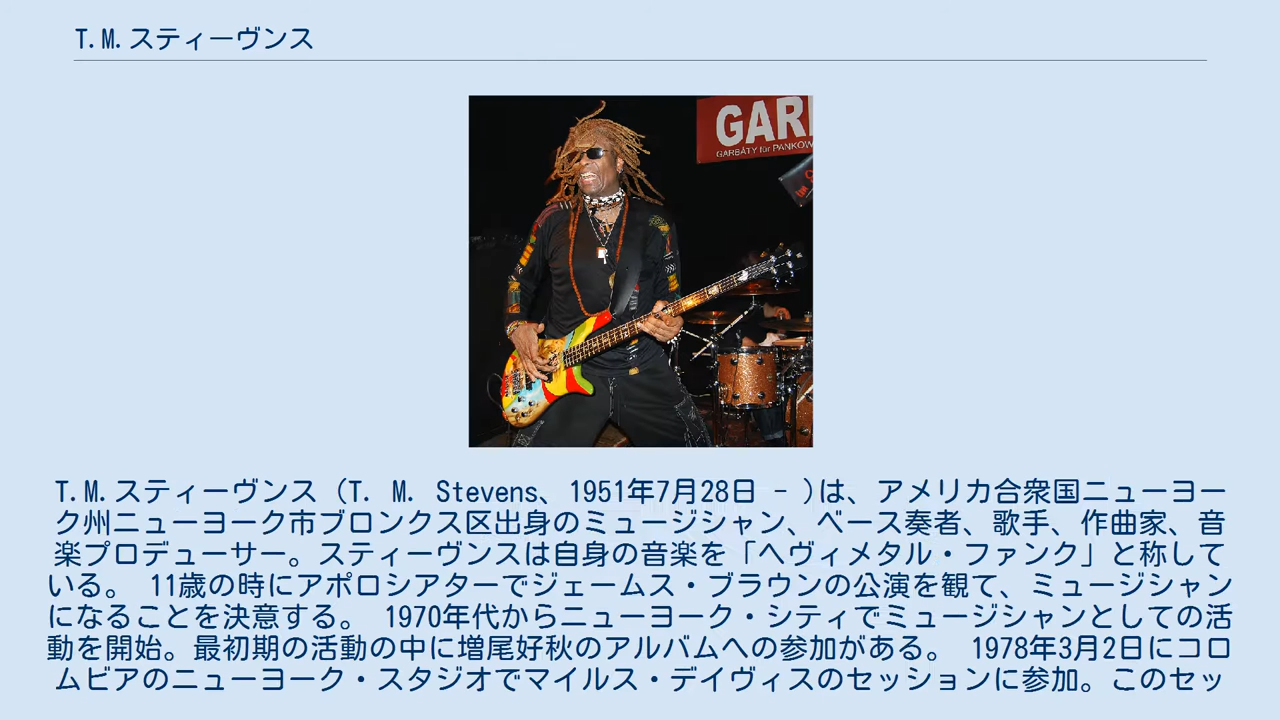 T.M.スティーヴンス
GAR
GARBÁTY für PANKOW
T.M.スティーヴンス（T. M. Stevens、1951年7月28日 - )は、アメリカ合衆国ニューヨー
ク州ニューヨーク市ブロンクス区出身のミュージシャン、ベース奏者、歌手、作曲家、音
楽プロデューサー。スティーヴンスは自身の音楽を「ヘヴィメタル・ファンク」と称して
いる。 11歳の時にアポロシアターでジェームス・ブラウンの公演を観て、ミュージシャン
になることを決意する。 1970年代からニューヨーク・シティでミュージシャンとしての活
動を開始。最初期の活動の中に増尾好秋のアルバムへの参加がある。 1978年3月2日にコロ
ムビアのニューヨーク・スタジオでマイルス・デイヴィスのセッションに参加。このセッ